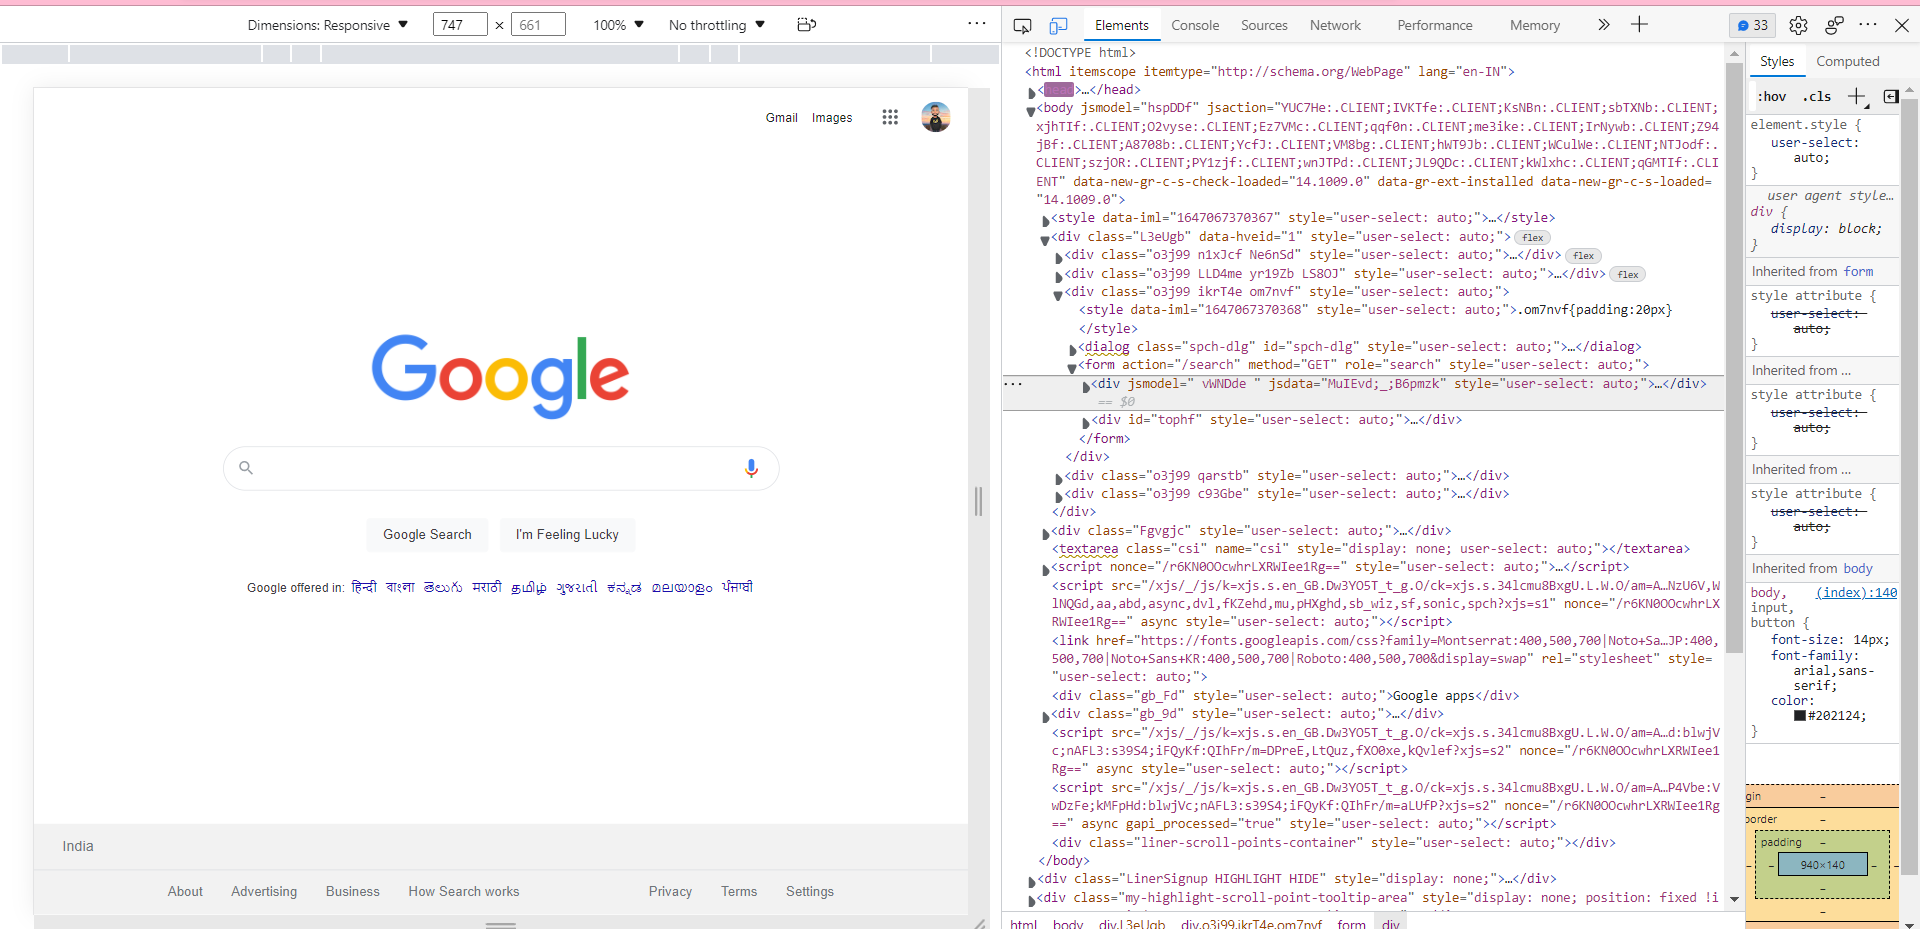 Dimensions: Responsive
747 × 661
100%
No throttling
Elements
Console
Sources
Network
Performance
Memory
33
Gmail Images
Google
Google Search
I'm Feeling Lucky
Google offered in: हिन्दी বাংলা తెలుగు मराठी தமிழ் ગુજરાતી ಕನ್ನಡ മലയാളം ਪੰਜਾਬੀ
India
About Advertising Business How Search works Privacy Terms Settings
<!DOCTYPE html>
<html itemscope itemtype="http://schema.org/WebPage" lang="en-IN">
<head>…</head>
<body jsmodel="hspDDf" jsaction="YUC7He:.CLIENT;IVKTfe:.CLIENT;KsNBn:.CLIENT;sbTXNb:.CLIENT;
xjhTIf:.CLIENT;O2vyse:.CLIENT;Ez7VMc:.CLIENT;qqf0n:.CLIENT;me3ike:.CLIENT;IrNywb:.CLIENT;Z94
jBf:.CLIENT;A8708b:.CLIENT;YcfJ:.CLIENT;VM8bg:.CLIENT;hWT9Jb:.CLIENT;WCulWe:.CLIENT;NTJodf:.
CLIENT;szjOR:.CLIENT;PY1zjf:.CLIENT;wnJTPd:.CLIENT;JL9QDc:.CLIENT;kWlxhc:.CLIENT;qGMTIf:.CLI
ENT" data-new-gr-c-s-check-loaded="14.1009.0" data-gr-ext-installed data-new-gr-c-s-loaded=
"14.1009.0">
<style data-iml="1647067370367" style="user-select: auto;">…</style>
<div class="L3eUgb" data-hveid="1" style="user-select: auto;"> flex
<div class="o3j99 n1xJcf Ne6nSd" style="user-select: auto;">…</div> flex
<div class="o3j99 LLD4me yr19Zb LS8OJ" style="user-select: auto;">…</div> flex
<div class="o3j99 ikrT4e om7nvf" style="user-select: auto;">
<style data-iml="1647067370368" style="user-select: auto;">.om7nvf{padding:20px}
</style>
<dialog class="spch-dlg" id="spch-dlg" style="user-select: auto;">…</dialog>
<form action="/search" method="GET" role="search" style="user-select: auto;">
<div jsmodel=" vWNDde " jsdata="MuIEvd;_;B6pmzk" style="user-select: auto;">…</div>
== $0
<div id="tophf" style="user-select: auto;">…</div>
</form>
</div>
<div class="o3j99 qarstb" style="user-select: auto;">…</div>
<div class="o3j99 c93Gbe" style="user-select: auto;">…</div>
</div>
<div class="Fgvgjc" style="user-select: auto;">…</div>
<textarea class="csi" name="csi" style="display: none; user-select: auto;"></textarea>
<script nonce="/r6KN0OOcwhrLXRWIee1Rg==" style="user-select: auto;">…</script>
<script src="/xjs/_/js/k=xjs.s.en_GB.Dw3YO5T_t_g.O/ck=xjs.s.34lcmu8BxgU.L.W.O/am=A…NzU6V,W
lNQGd,aa,abd,async,dvl,fKZehd,mu,pHXghd,sb_wiz,sf,sonic,spch?xjs=s1" nonce="/r6KN0OOcwhrLX
RWIee1Rg==" async style="user-select: auto;"></script>
<link href="https://fonts.googleapis.com/css?family=Montserrat:400,500,700|Noto+Sa…JP:400,
500,700|Noto+Sans+KR:400,500,700|Roboto:400,500,700&display=swap" rel="stylesheet" style=
"user-select: auto;">
<div class="gb_Fd" style="user-select: auto;">Google apps</div>
<div class="gb_9d" style="user-select: auto;">…</div>
<script src="/xjs/_/js/k=xjs.s.en_GB.Dw3YO5T_t_g.O/ck=xjs.s.34lcmu8BxgU.L.W.O/am=A…d:blwjV
c;nAFL3:s39S4;iFQyKf:QIhFr/m=DPreE,LtQuz,fXO0xe,kQvlef?xjs=s2" nonce="/r6KN0OOcwhrLXRWIee1
Rg==" async style="user-select: auto;"></script>
<script src="/xjs/_/js/k=xjs.s.en_GB.Dw3YO5T_t_g.O/ck=xjs.s.34lcmu8BxgU.L.W.O/am=A…P4Vbe:V
wDzFe;kMFpHd:blwjVc;nAFL3:s39S4;iFQyKf:QIhFr/m=aLUfP?xjs=s2" nonce="/r6KN0OOcwhrLXRWIee1Rg
==" async gapi_processed="true" style="user-select: auto;"></script>
<div class="liner-scroll-points-container" style="user-select: auto;"></div>
</body>
<div class="LinerSignup HIGHLIGHT HIDE" style="display: none;">…</div>
<div class="my-highlight-scroll-point-tooltip-area" style="display: none; position: fixed !i
html body div.L3eUgb div.o3j99.ikrT4e.om7nvf form div
Styles Computed
:hov .cls
element.style {
user-select:
auto;
}
user agent style…
div {
display: block;
}
Inherited from form
style attribute {
user-select:
auto;
}
Inherited from ...
style attribute {
user-select:
auto;
}
Inherited from ...
style attribute {
user-select:
auto;
}
Inherited from body
body, (index):140
input,
button {
font-size: 14px;
font-family:
arial,sans-
serif;
color:
#202124;
}
gin –
border –
padding –
– – 940×140 – –
–
–